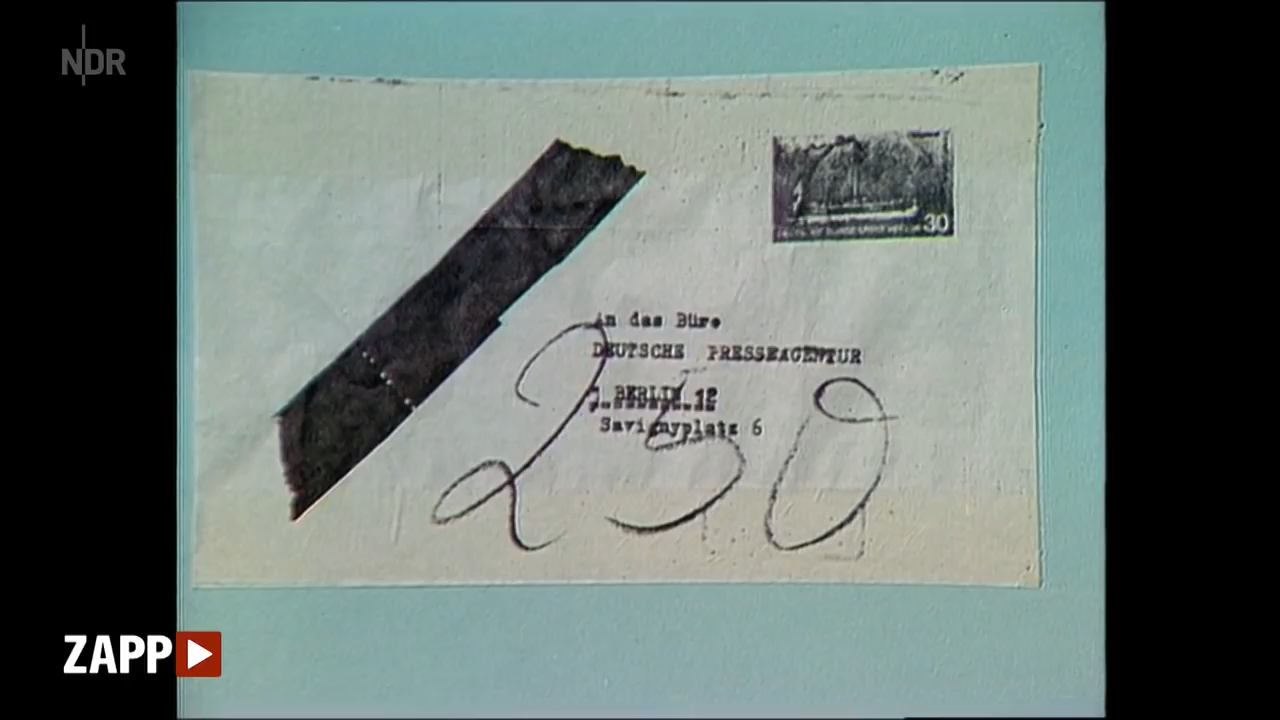 NDR
30
An das Büro
DEUTSCHE PRESSEAGENTUR
1 BERLIN 12
Savignyplatz 6
250
ZAPP